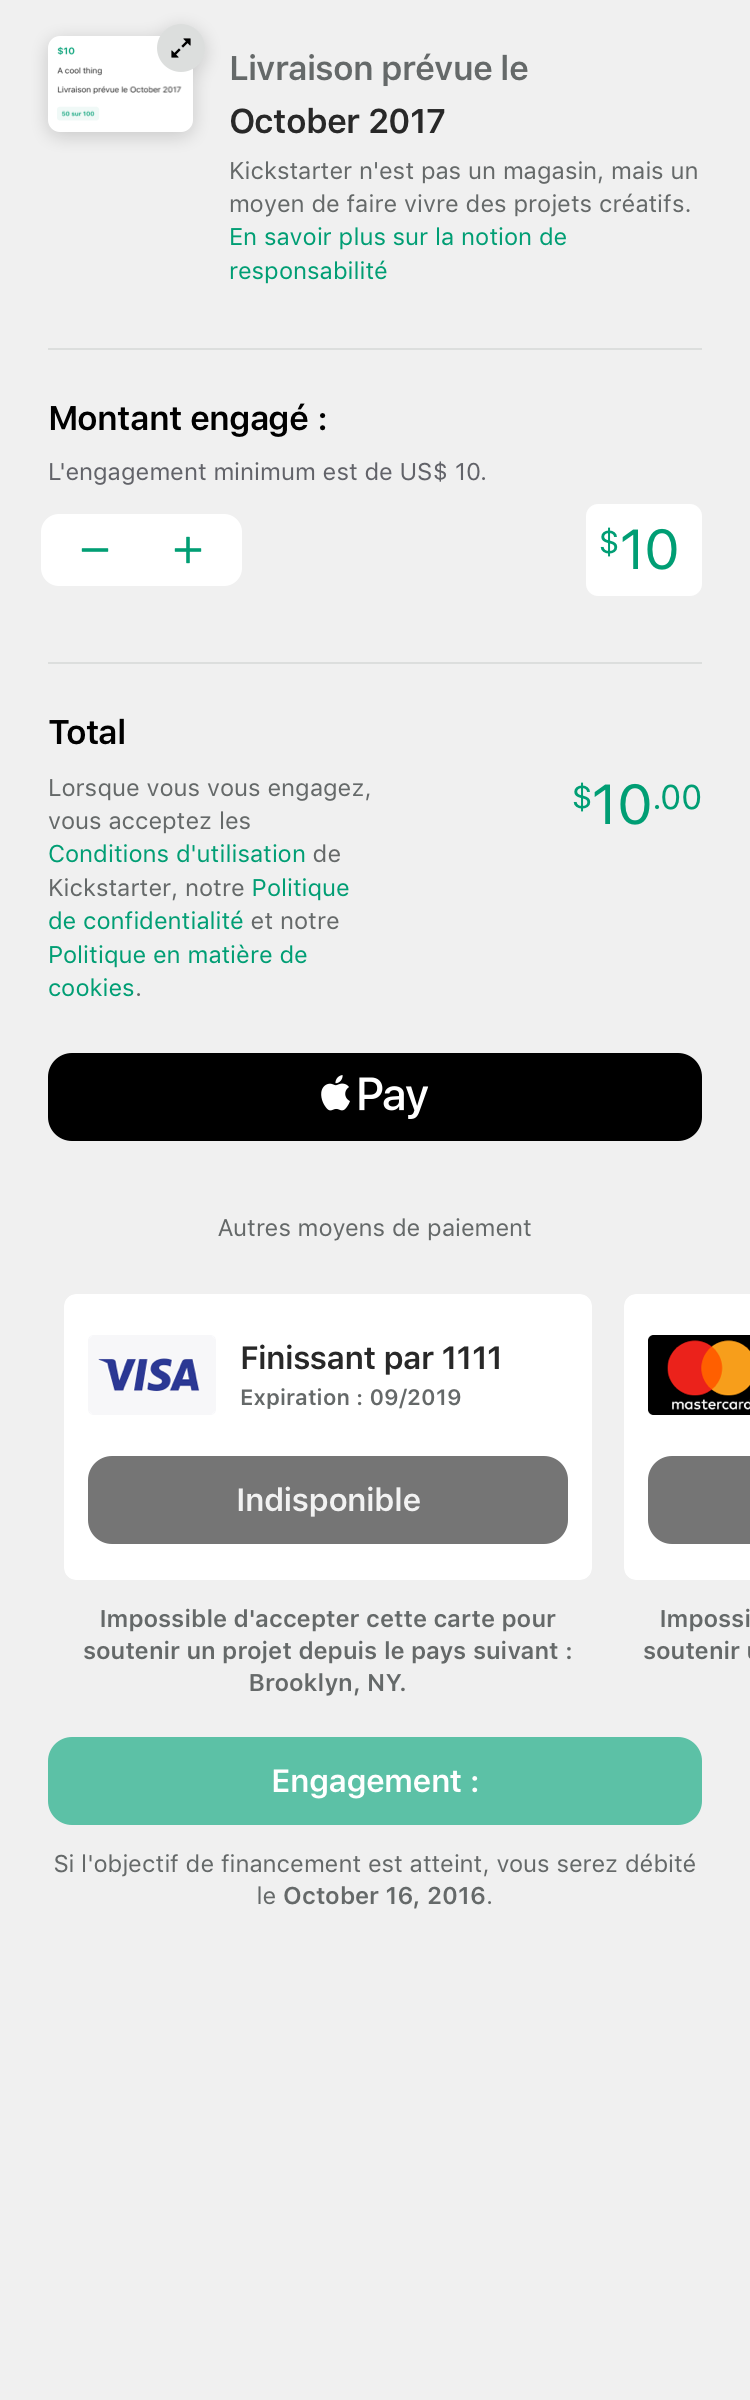 $10
A cool thing
Livraison prévue le October 2017
50 sur 100
Livraison prévue le
October 2017
Kickstarter n'est pas un magasin, mais un
moyen de faire vivre des projets créatifs.
En savoir plus sur la notion de
responsabilité
Montant engagé :
L'engagement minimum est de US$ 10.
$10
Total
Lorsque vous vous engagez,
vous acceptez les
Conditions d'utilisation de
Kickstarter, notre Politique
de confidentialité et notre
Politique en matière de
cookies.
$10.00
Pay
Autres moyens de paiement
VISA
Finissant par 1111
Expiration : 09/2019
mastercard
Indisponible
Impossible d'accepter cette carte pour
soutenir un projet depuis le pays suivant :
Brooklyn, NY.
Impossi
soutenir u
Engagement :
Si l'objectif de financement est atteint, vous serez débité
le October 16, 2016.